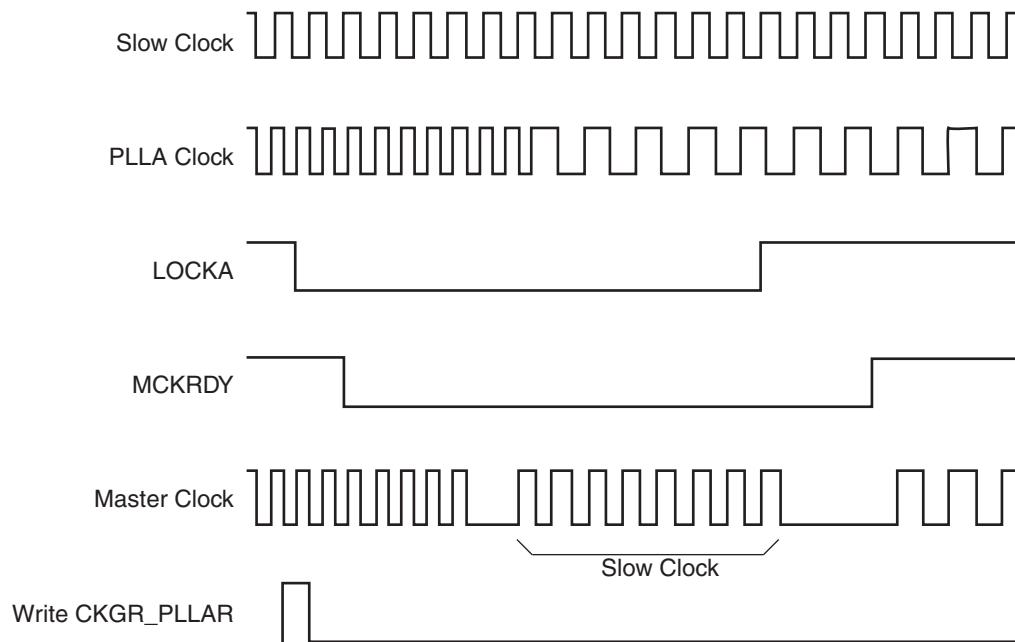 Slow Clock
PLLA Clock
LOCKA
MCKRDY
Master Clock
Slow Clock
Write CKGR_PLLAR